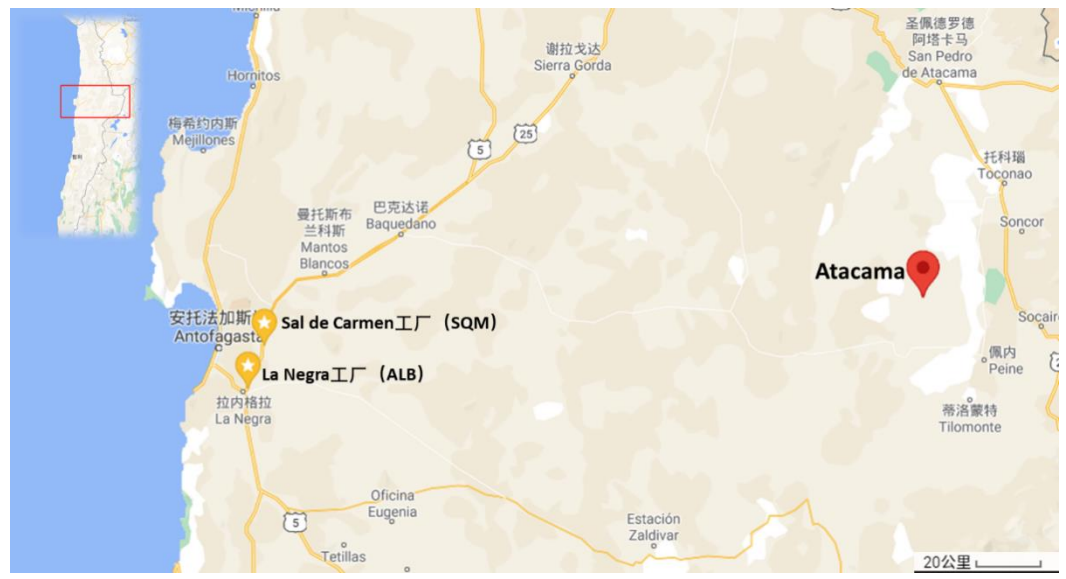 Hornitos
谢拉戈达
Sierra Gorda
圣佩德罗德
阿塔卡马
San Pedro
de Atacama
梅希约内斯
Mejillones
25
5
托科瑙
Toconao
曼托斯布
兰科斯
Mantos
Blancos
巴克达诺
Baquedano
Soncor
Atacama
安托法加斯
Antofagasta
Sal de Carmen工厂（SQM）
Socaire
La Negra工厂（ALB）
佩内
Peine
拉内格拉
La Negra
蒂洛蒙特
Tilomonte
Oficina
Eugenia
5
Estación
Zaldivar
Tetillas
20公里